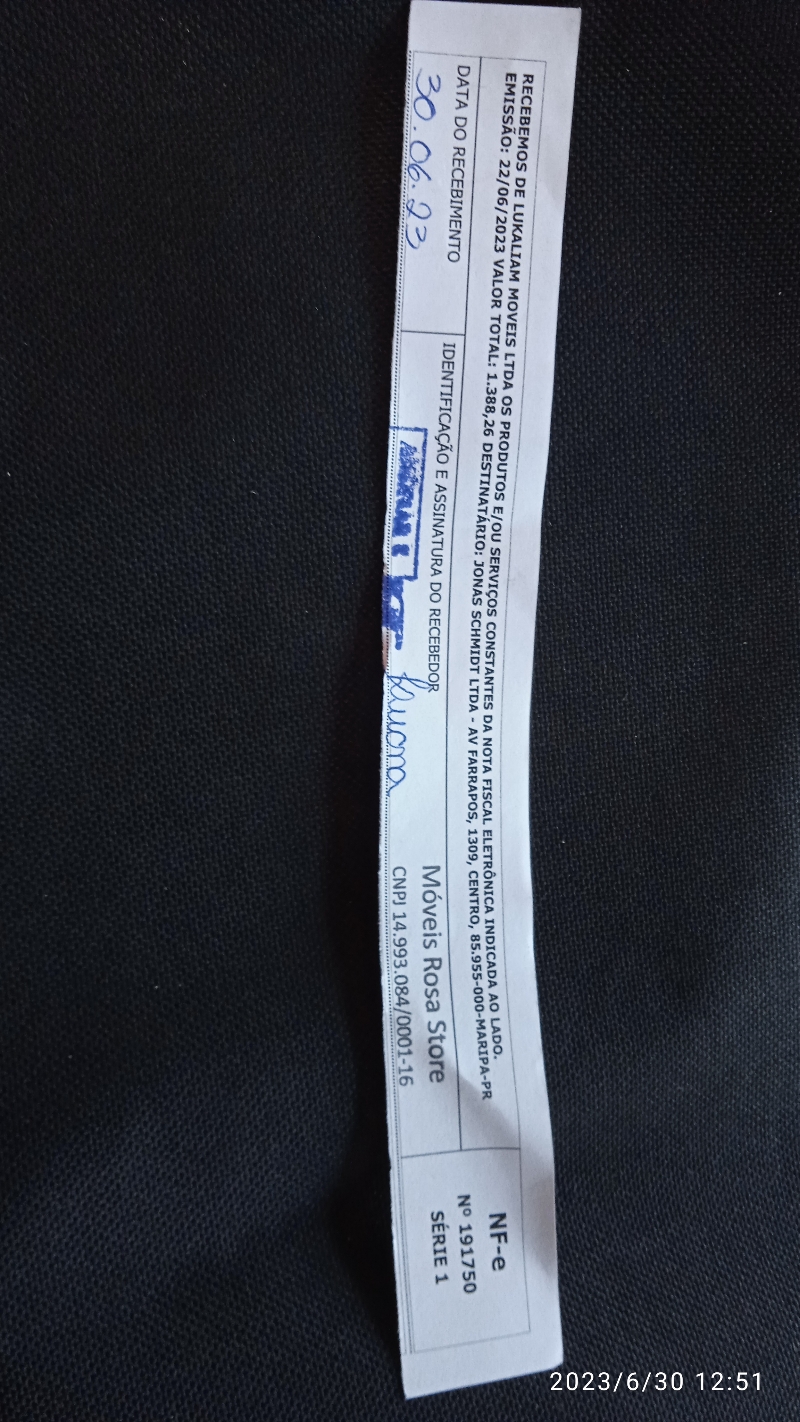 RECEBEMOS DE LUKALIAM MOVEIS LTDA OS PRODUTOS E/OU SERVIÇOS CONSTANTES DA NOTA FISCAL ELETRÔNICA INDICADA AO LADO.
EMISSÃO: 22/06/2023 VALOR TOTAL: 1.388,26 DESTINATÁRIO: JONAS SCHMIDT LTDA - AV FARRAPOS, 1309, CENTRO, 85.955-000-MARIPA-PR
DATA DO RECEBIMENTO
30.06.23
IDENTIFICAÇÃO E ASSINATURA DO RECEBEDOR
Móveis Rosa Store
CNPJ 14.993.084/0001-16
NF-e
Nº 191750
SÉRIE 1
2023/6/30 12:51